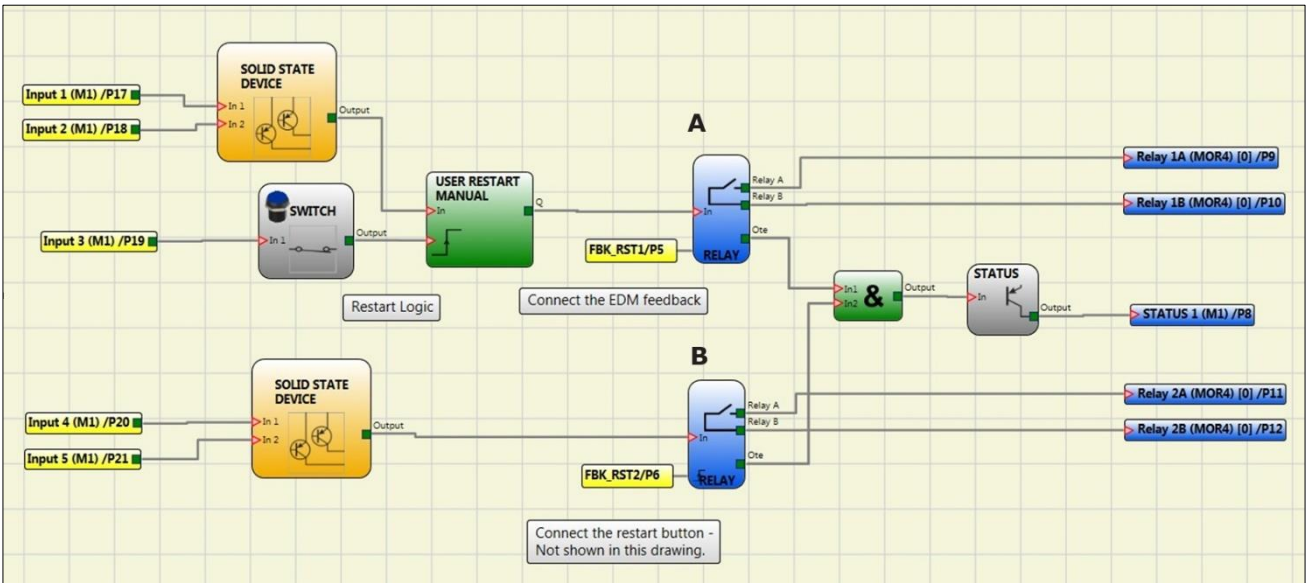 SOLID STATE
DEVICE
Input 1 (M1) /P17
Input 2 (M1) /P18
In 1
In 2
Output
SWITCH
Input 3 (M1) /P19
In 1
Output
USER RESTART
MANUAL
In
Q
Restart Logic
A
In
Relay A
Relay B
Ote
RELAY
FBK_RST1/P5
Connect the EDM feedback
Relay 1A (MOR4) [0] /P9
Relay 1B (MOR4) [0] /P10
In1
In2
&
Output
STATUS
In
Output
STATUS 1 (M1) /P8
SOLID STATE
DEVICE
Input 4 (M1) /P20
Input 5 (M1) /P21
In 1
In 2
Output
B
In
Relay A
Relay B
Ote
RELAY
FBK_RST2/P6
Relay 2A (MOR4) [0] /P11
Relay 2B (MOR4) [0] /P12
Connect the restart button -
Not shown in this drawing.